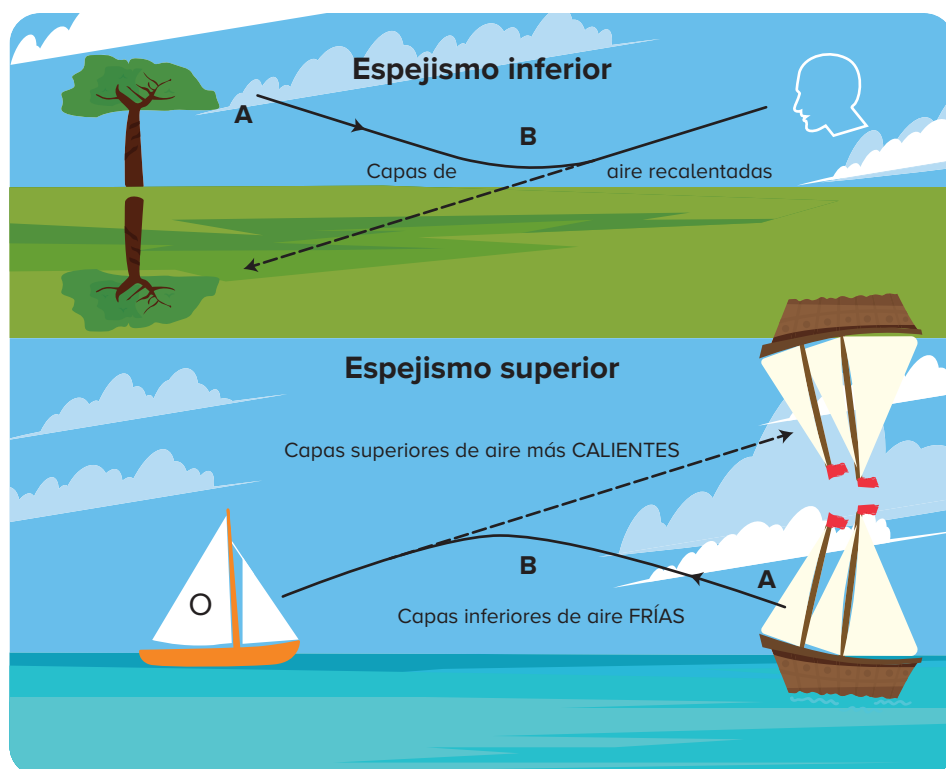 Espejismo inferior
A
B
Capas de aire recalentadas
Espejismo superior
Capas superiores de aire más CALIENTES
B
A
O
Capas inferiores de aire FRÍAS